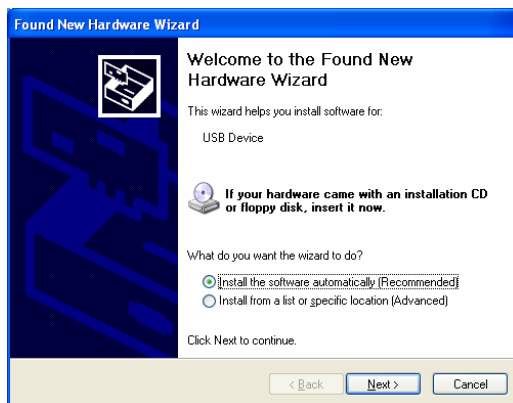 Found New Hardware Wizard
Welcome to the Found New
Hardware Wizard
This wizard helps you install software for:
USB Device
If your hardware came with an installation CD
or floppy disk, insert it now.
What do you want the wizard to do?
Install the software automatically (Recommended)
Install from a list or specific location (Advanced)
Click Next to continue.
< Back
Next >
Cancel